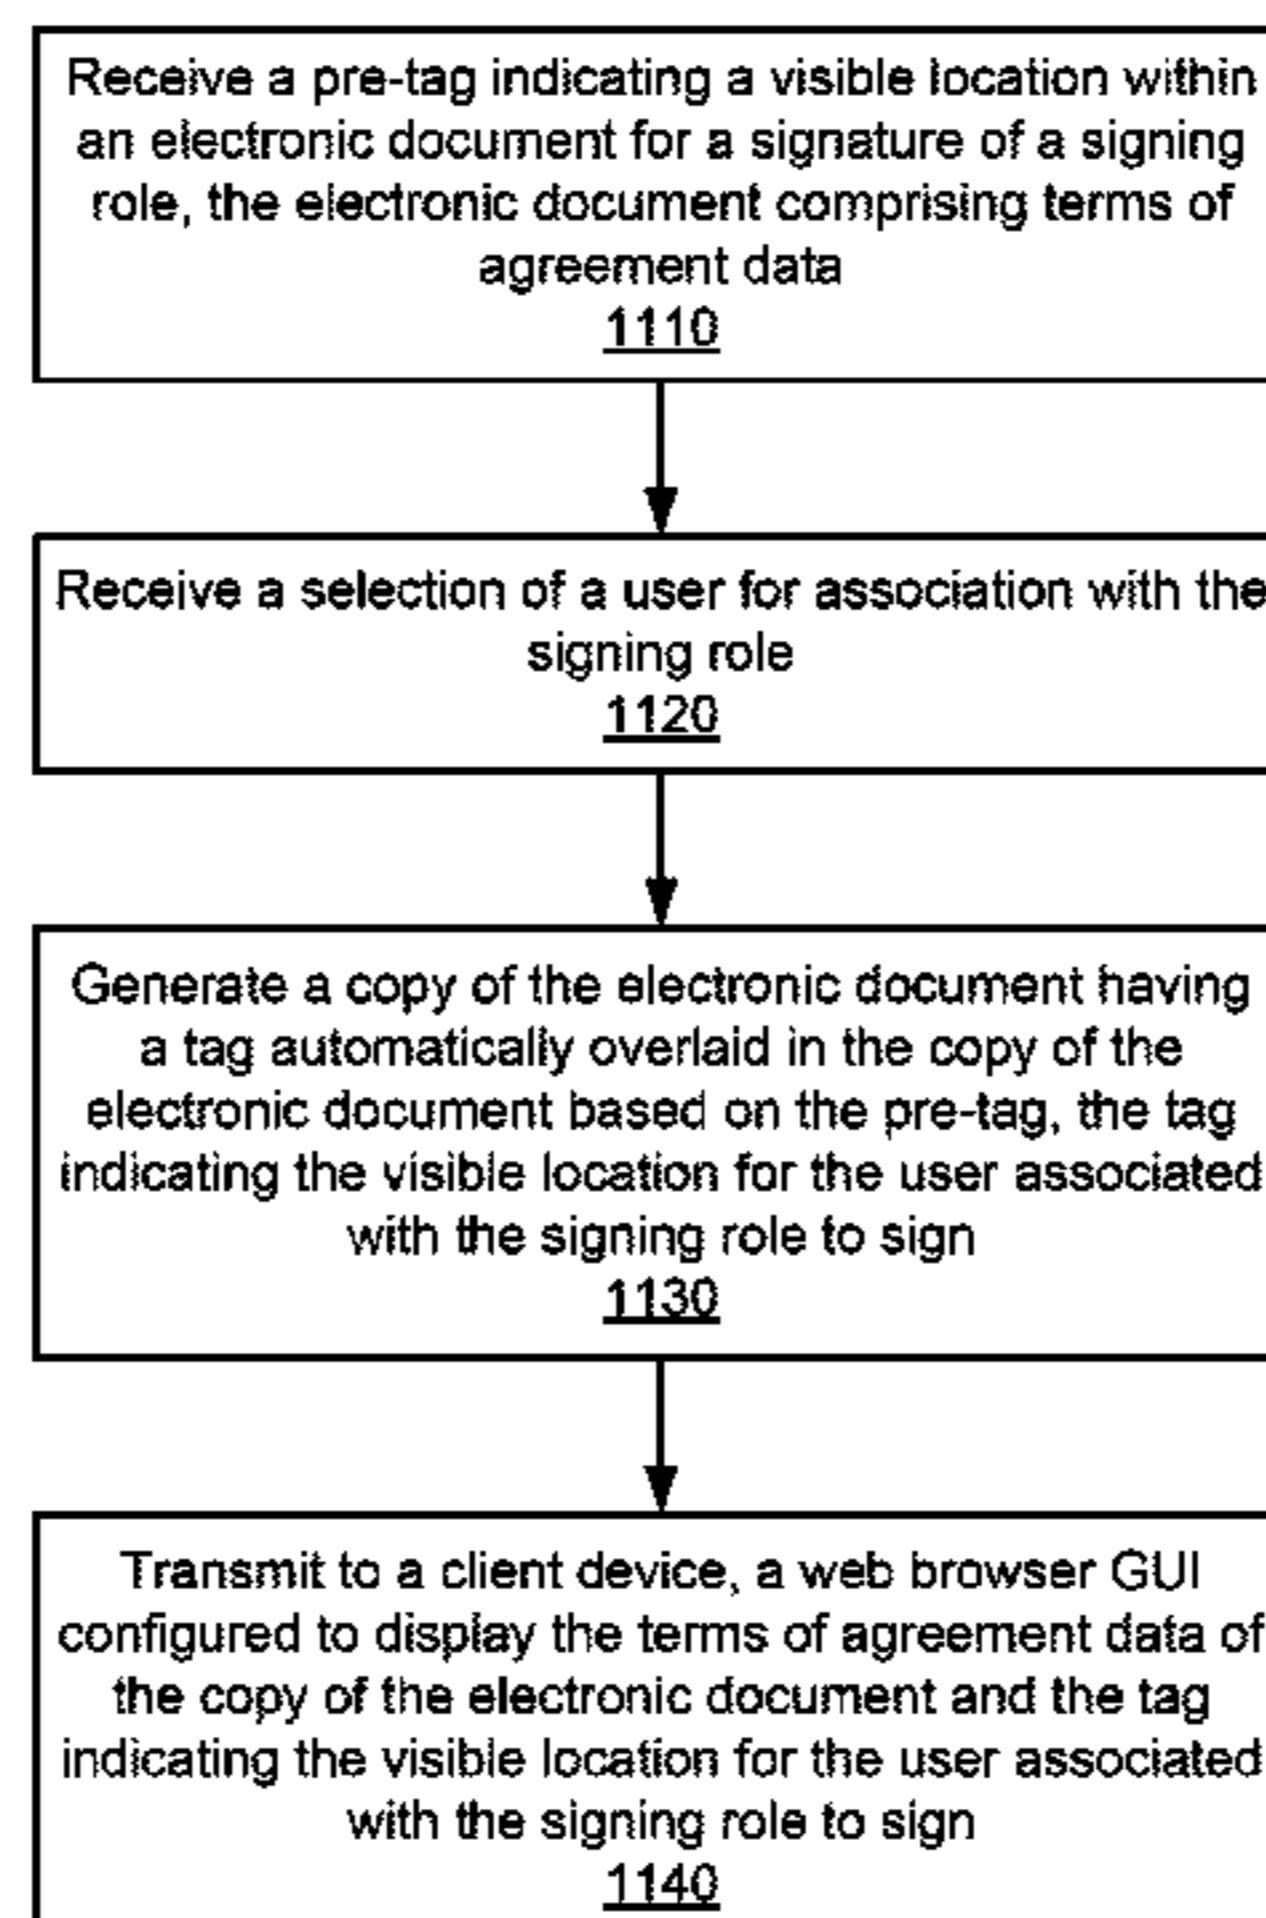 Receive a pre-tag indicating a visible location within
an electronic document for a signature of a signing
role, the electronic document comprising terms of
agreement data
1110
Receive a selection of a user for association with the
signing role
1120
Generate a copy of the electronic document having
a tag automatically overlaid in the copy of the
electronic document based on the pre-tag, the tag
indicating the visible location for the user associated
with the signing role to sign
1130
Transmit to a client device, a web browser GUI
configured to display the terms of agreement data of
the copy of the electronic document and the tag
indicating the visible location for the user associated
with the signing role to sign
1140